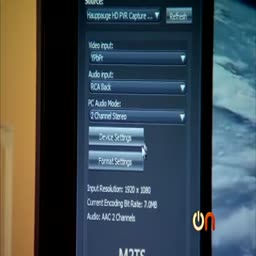 Source:
Hauppauge HD PVR Capture ...
Refresh
Video input:
YPbPr
Audio input:
RCA Back
PC Audio Mode:
2 Channel Stereo
Device Settings
Format Settings
Input Resolution: 1920 x 1080
Current Encoding Bit Rate: 7.0MB
Audio: AAC 2 Channels
M2TS
ON